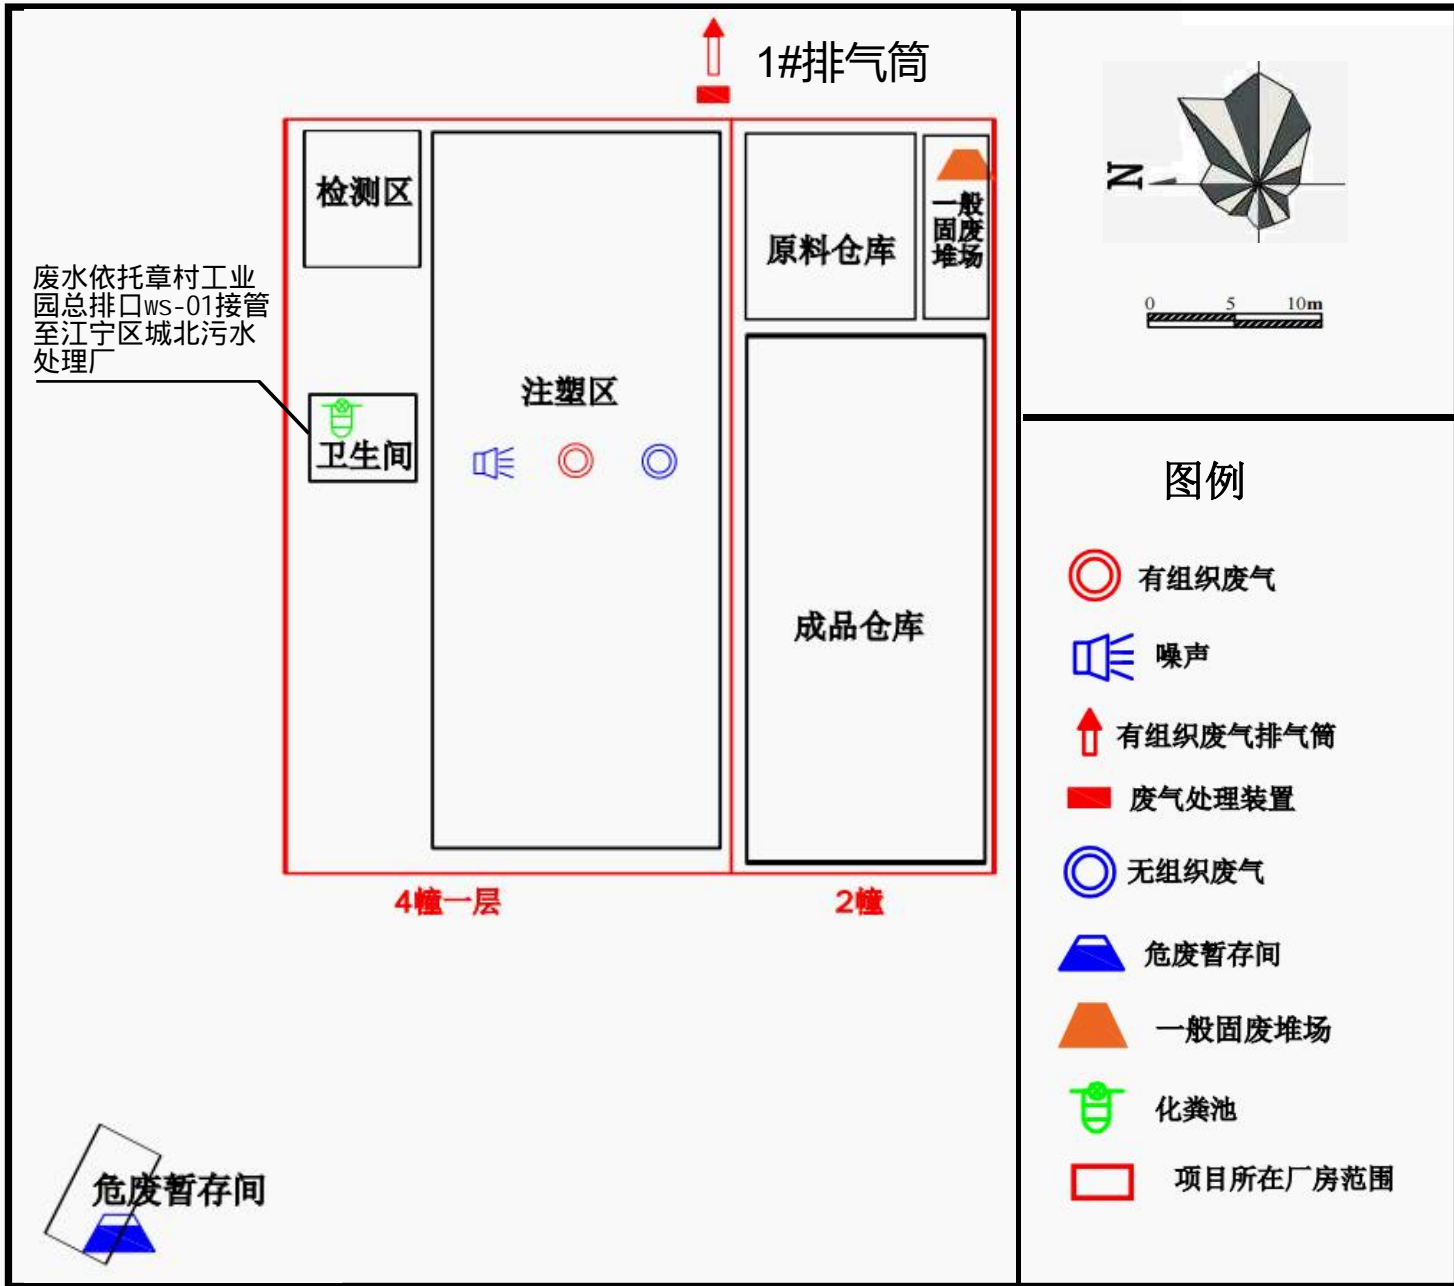 1#排气筒
检测区
原料仓库
一般
固废
堆场
废水依托章村工业
园总排口ws-01接管
至江宁区城北污水
处理厂
注塑区
卫生间
成品仓库
4幢一层
2幢
危废暂存间
N
0 5 10m
图例
有组织废气
噪声
有组织废气排气筒
废气处理装置
无组织废气
危废暂存间
一般固废堆场
化粪池
项目所在厂房范围